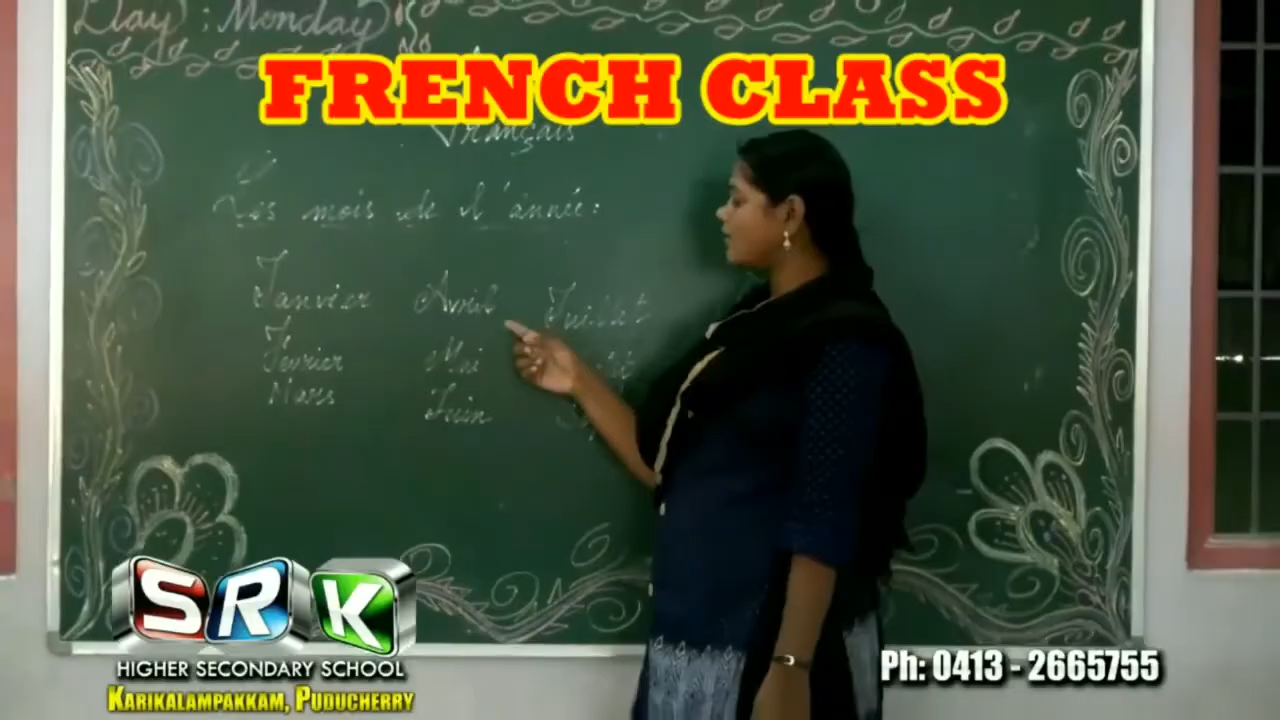 Day : Monday
FRENCH CLASS
Français
Les mois de l'année:
Janvier Avril Juillet
Fevrier Mai
Mars Juin
SRK
HIGHER SECONDARY SCHOOL
KARIKALAMPAKKAM, PUDUCHERRY
Ph: 0413 - 2665755